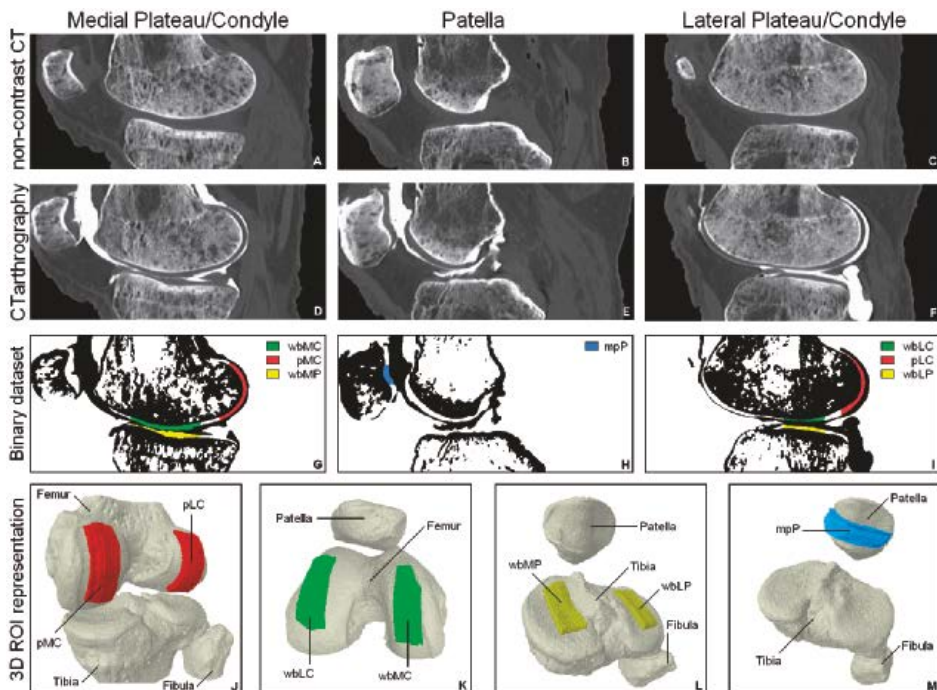 Medial Plateau/Condyle
Patella
Lateral Plateau/Condyle
non-contrast CT
A
B
C
CTarthrography
D
E
F
Binary dataset
wbMC
pMC
wbMP
G
mpP
H
wbLC
pLC
wbLP
I
3D ROI representation
Femur
pLC
pMC
Tibia
Fibula
J
Patella
Femur
wbLC
wbMC
K
Patella
wbMP
Tibia
wbLP
Fibula
L
Patella
mpP
Tibia
Fibula
M